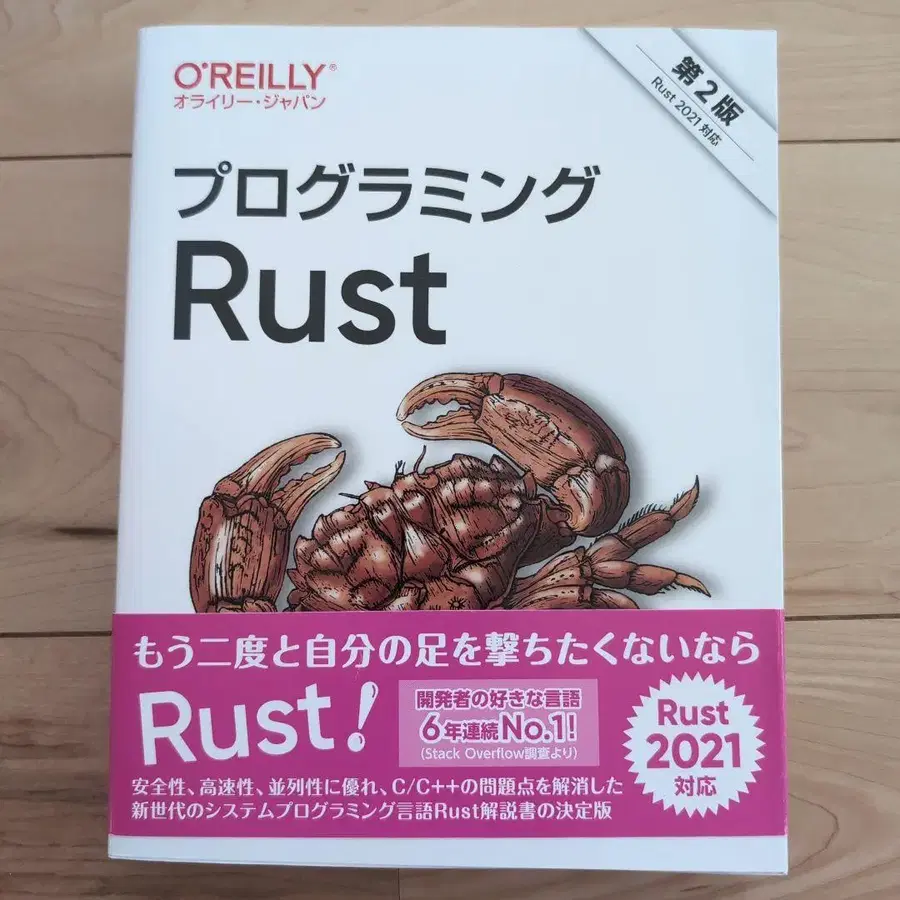 O'REILLY®
オライリー・ジャパン
第2版
Rust 2021 対応
プログラミング
Rust
もう二度と自分の足を撃ちたくないなら
Rust!
開発者の好きな言語
6年連続No.1!
(Stack Overflow調査より)
Rust
2021
対応
安全性、高速性、並列性に優れ、C/C++の問題点を解消した
新世代のシステムプログラミング言語Rust解説書の決定版